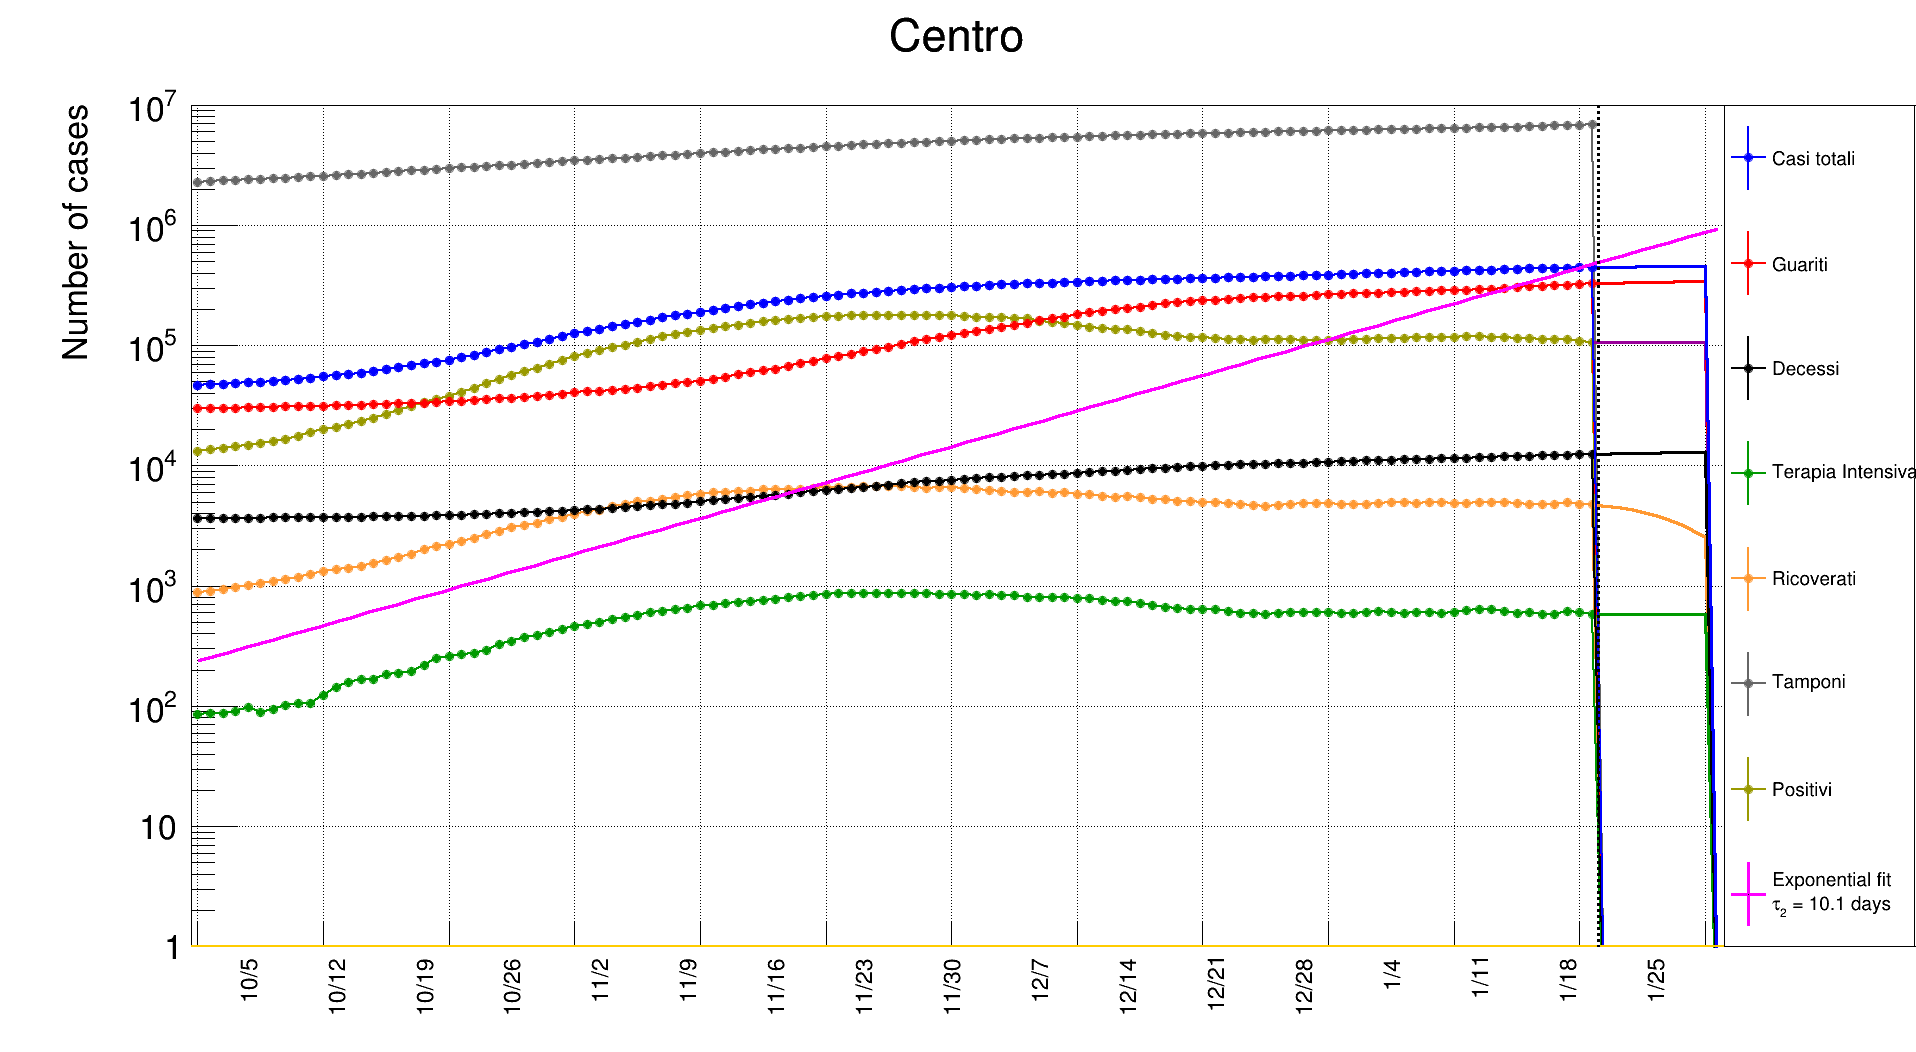 Centro
Number of cases
10^7
10^6
10^5
10^4
10^3
10^2
10
1
10/5 10/12 10/19 10/26 11/2 11/9 11/16 11/23 11/30 12/7 12/14 12/21 12/28 1/4 1/11 1/18 1/25
Casi totali
Guariti
Decessi
Terapia Intensiva
Ricoverati
Tamponi
Positivi
Exponential fit
τ_2 = 10.1 days